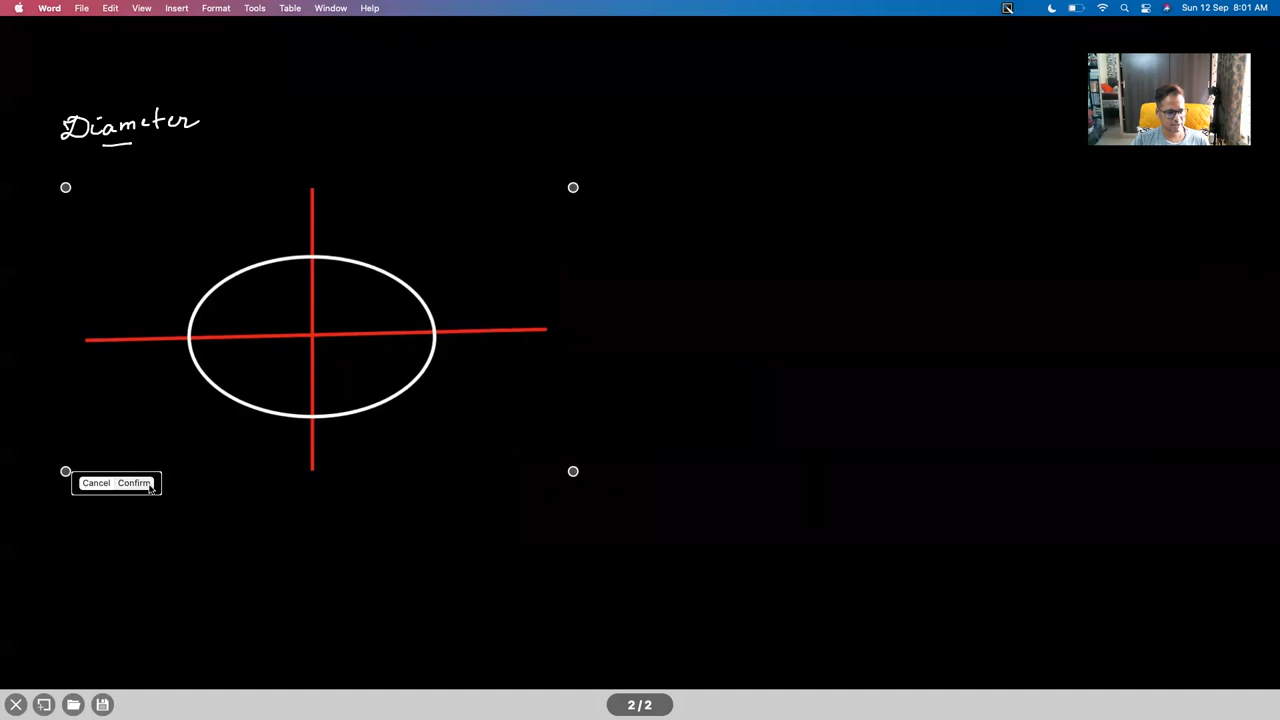 Word File Edit View Insert Format Tools Table Window Help Sun 12 Sep 8:01 AM
Diameter
Cancel Confirm
2/2